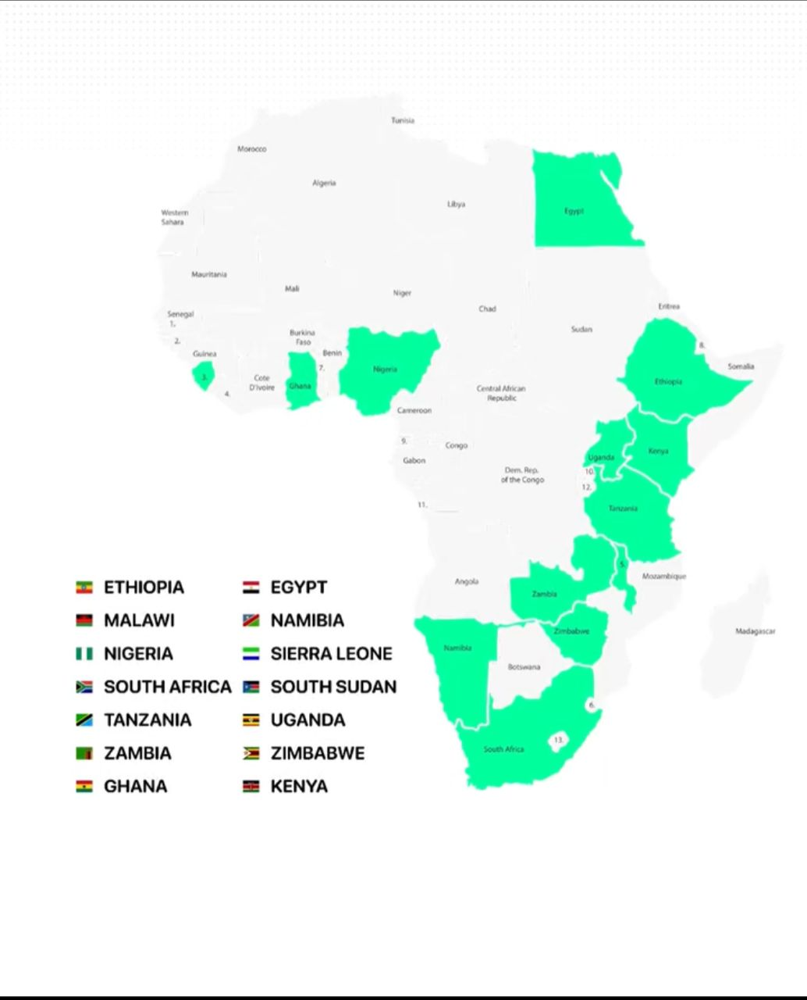 Tunisia
Morocco
Algeria
Libya
Egypt
Western
Sahara
Mauritania
Mali
Niger
Chad
Sudan
Eritrea
Senegal
1.
2.
Burkina
Faso
Benin
Guinea
3.
4.
Cote
D'Ivoire
Ghana
7.
Nigeria
8.
Somalia
Ethiopia
Central African
Republic
Cameroon
9.
Congo
Gabon
Uganda
Kenya
10.
Dem. Rep.
of the Congo
12.
11.
Tanzania
5.
Mozambique
Angola
Zambia
Zimbabwe
Madagascar
Namibia
Botswana
6.
13.
South Africa
ETHIOPIA
EGYPT
MALAWI
NAMIBIA
NIGERIA
SIERRA LEONE
SOUTH AFRICA
SOUTH SUDAN
TANZANIA
UGANDA
ZAMBIA
ZIMBABWE
GHANA
KENYA